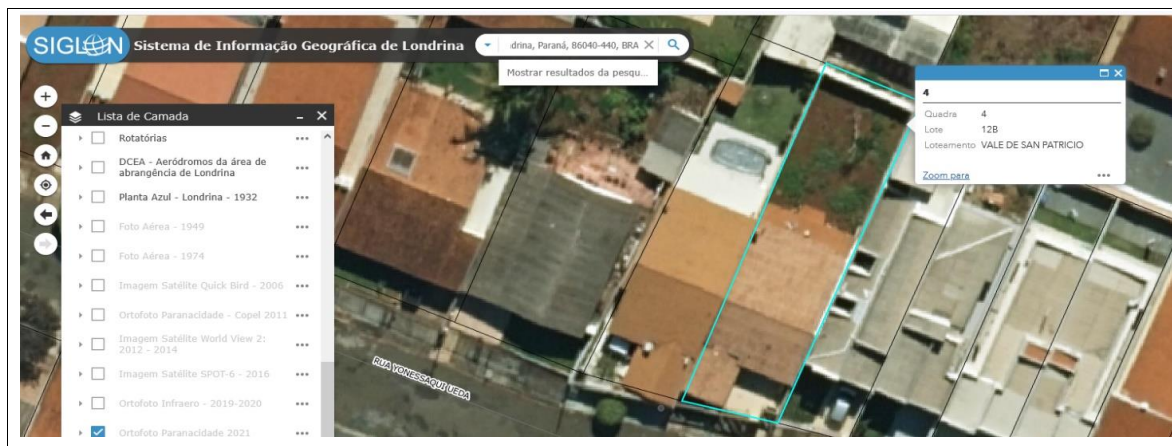 SIGLON Sistema de Informação Geográfica de Londrina
drina, Paraná, 86040-440, BRA
Mostrar resultados da pesqu...
Lista de Camada
Rotatórias
DCEA - Aeródromos da área de
abrangência de Londrina
Planta Azul - Londrina - 1932
Foto Aérea - 1949
Foto Aérea - 1974
Imagem Satélite Quick Bird - 2006
Ortofoto Paranacidade - Copel 2011
Imagem Satélite World View 2:
2012 - 2014
Imagem Satélite SPOT-6 - 2016
Ortofoto Infraero - 2019-2020
Ortofoto Paranacidade 2021
RUA YONESSAQUI UEDA
4
Quadra 4
Lote 12B
Loteamento VALE DE SAN PATRICIO
Zoom para